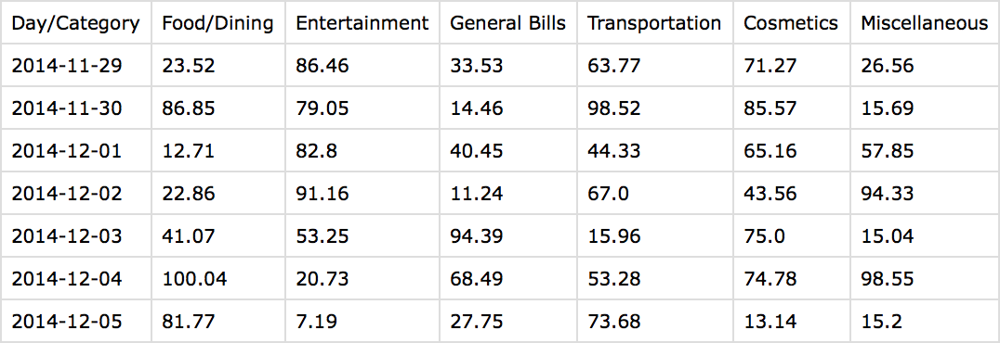 Day/Category Food/Dining Entertainment General Bills Transportation Cosmetics Miscellaneous
2014-11-29 23.52 86.46 33.53 63.77 71.27 26.56
2014-11-30 86.85 79.05 14.46 98.52 85.57 15.69
2014-12-01 12.71 82.8 40.45 44.33 65.16 57.85
2014-12-02 22.86 91.16 11.24 67.0 43.56 94.33
2014-12-03 41.07 53.25 94.39 15.96 75.0 15.04
2014-12-04 100.04 20.73 68.49 53.28 74.78 98.55
2014-12-05 81.77 7.19 27.75 73.68 13.14 15.2